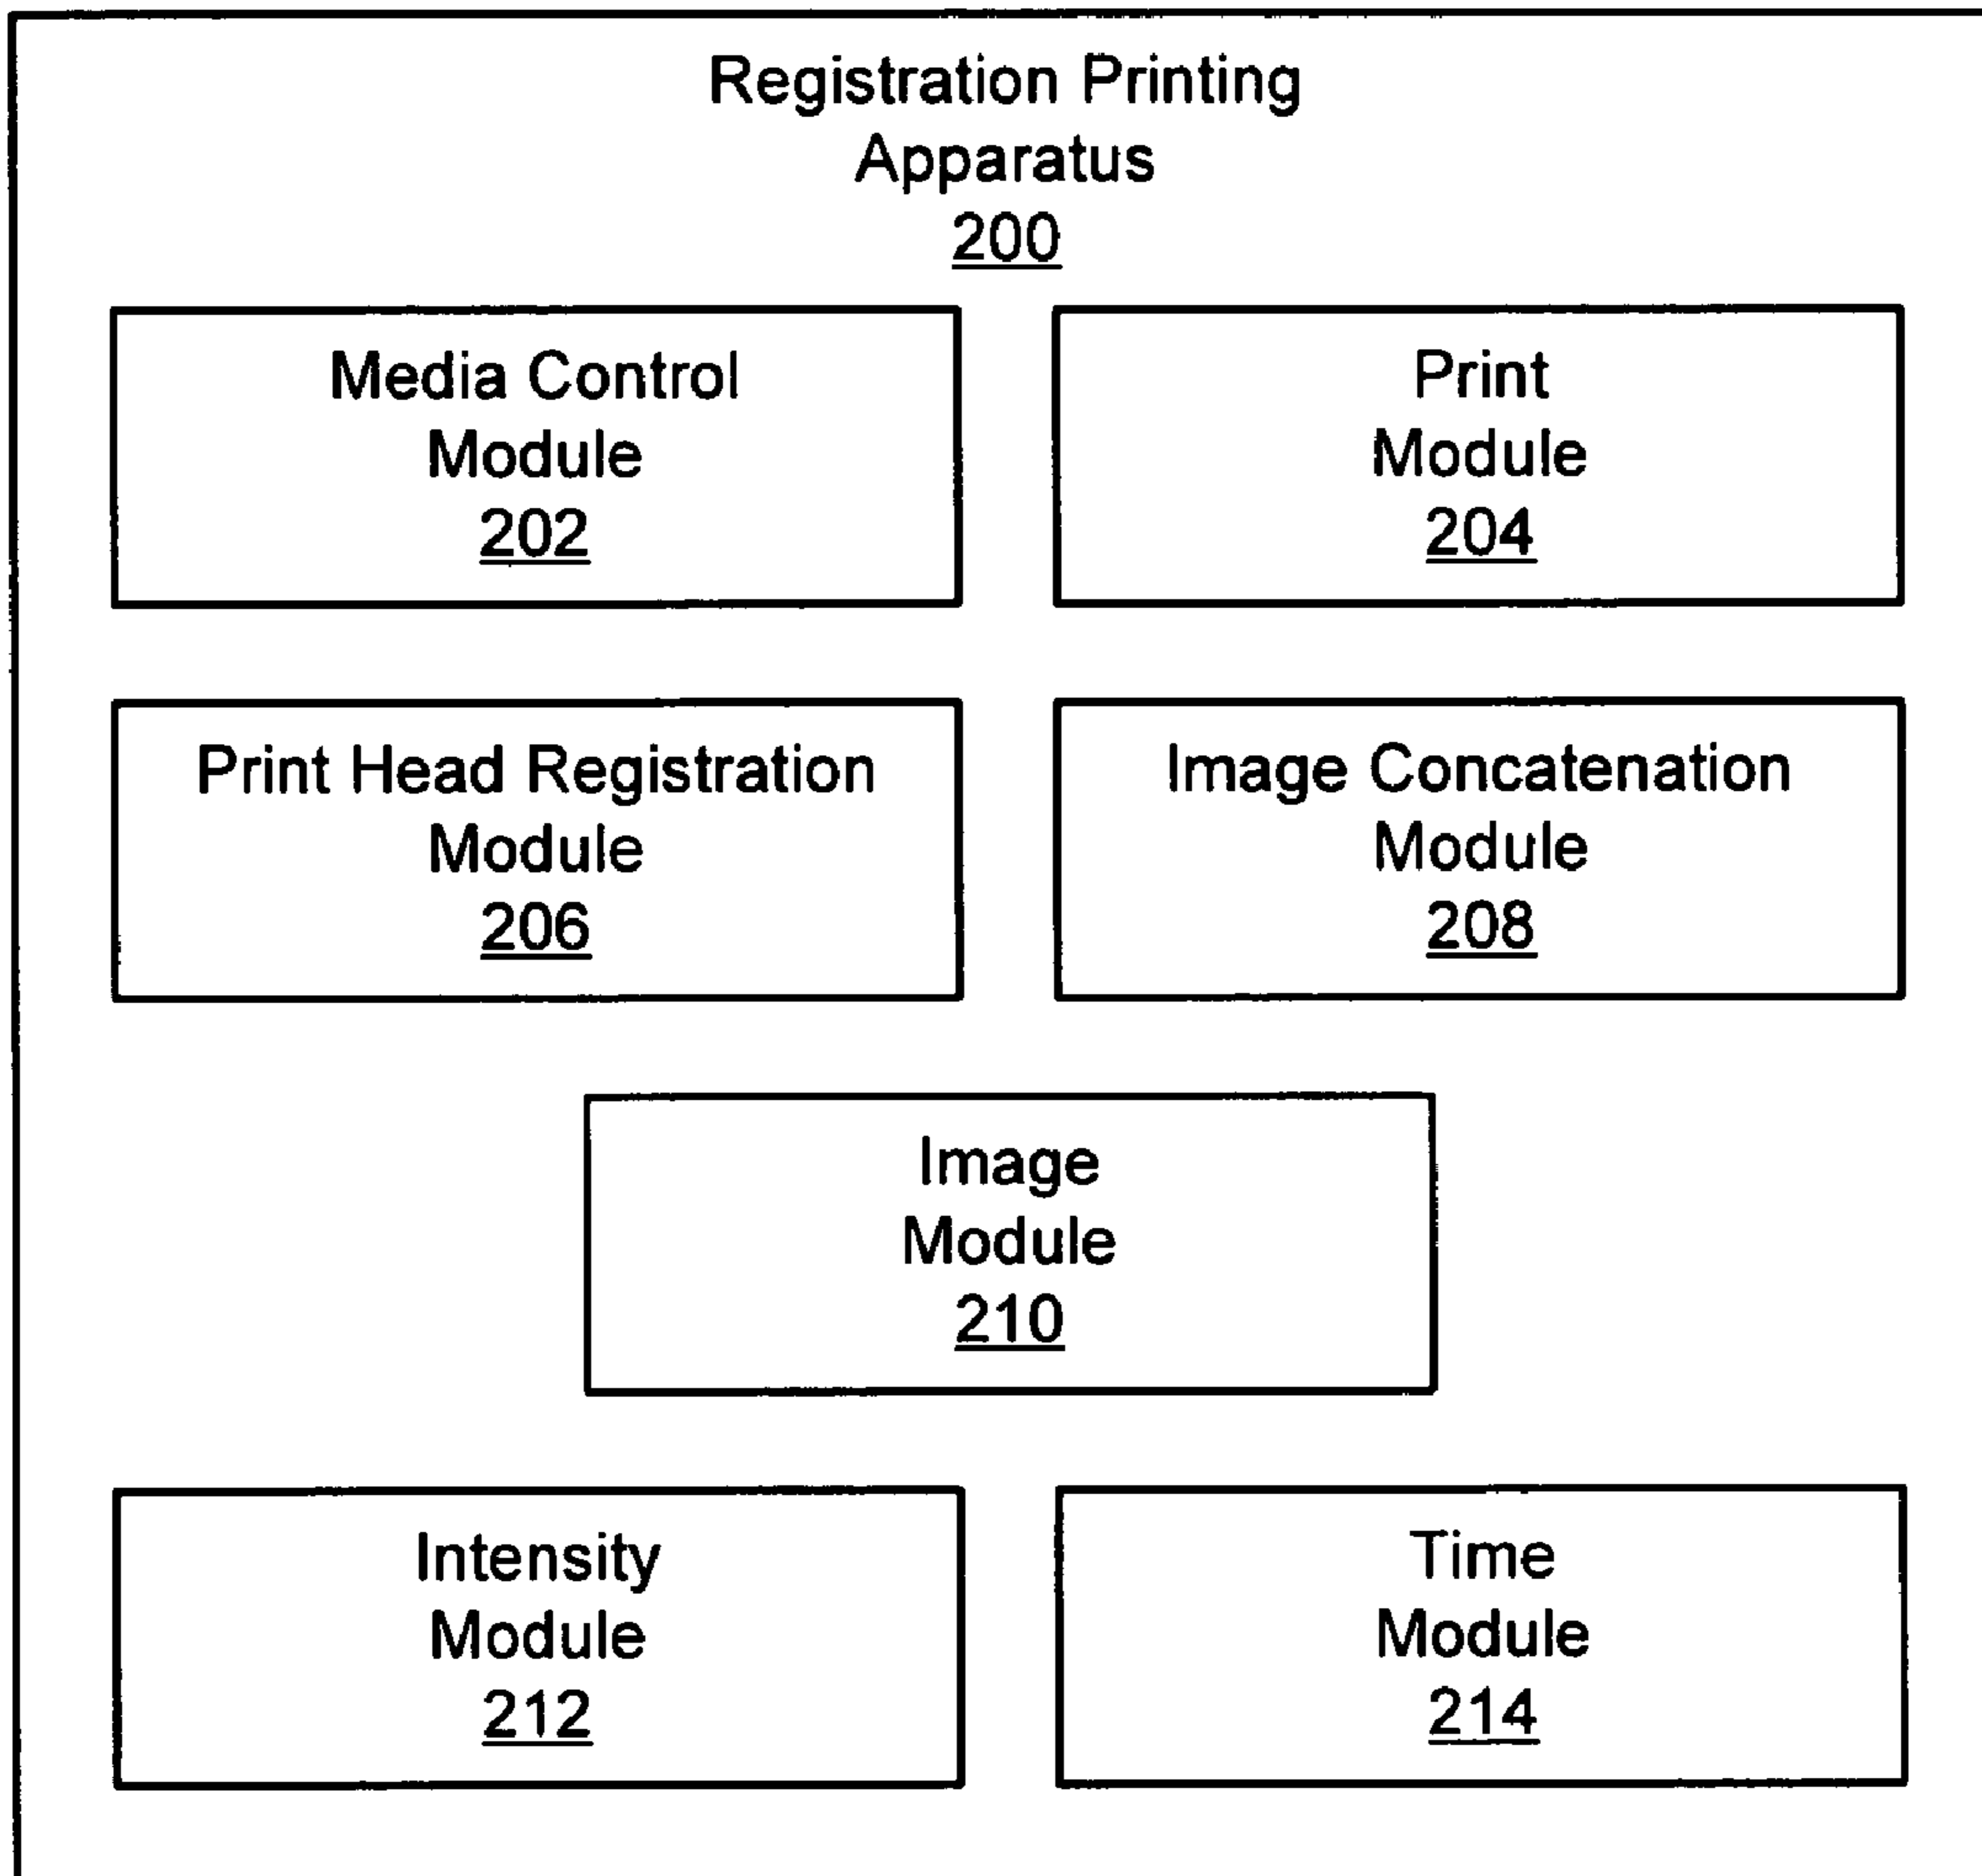 Registration Printing
Apparatus
200
Media Control
Module
202
Print
Module
204
Print Head Registration
Module
206
Image Concatenation
Module
208
Image
Module
210
Intensity
Module
212
Time
Module
214